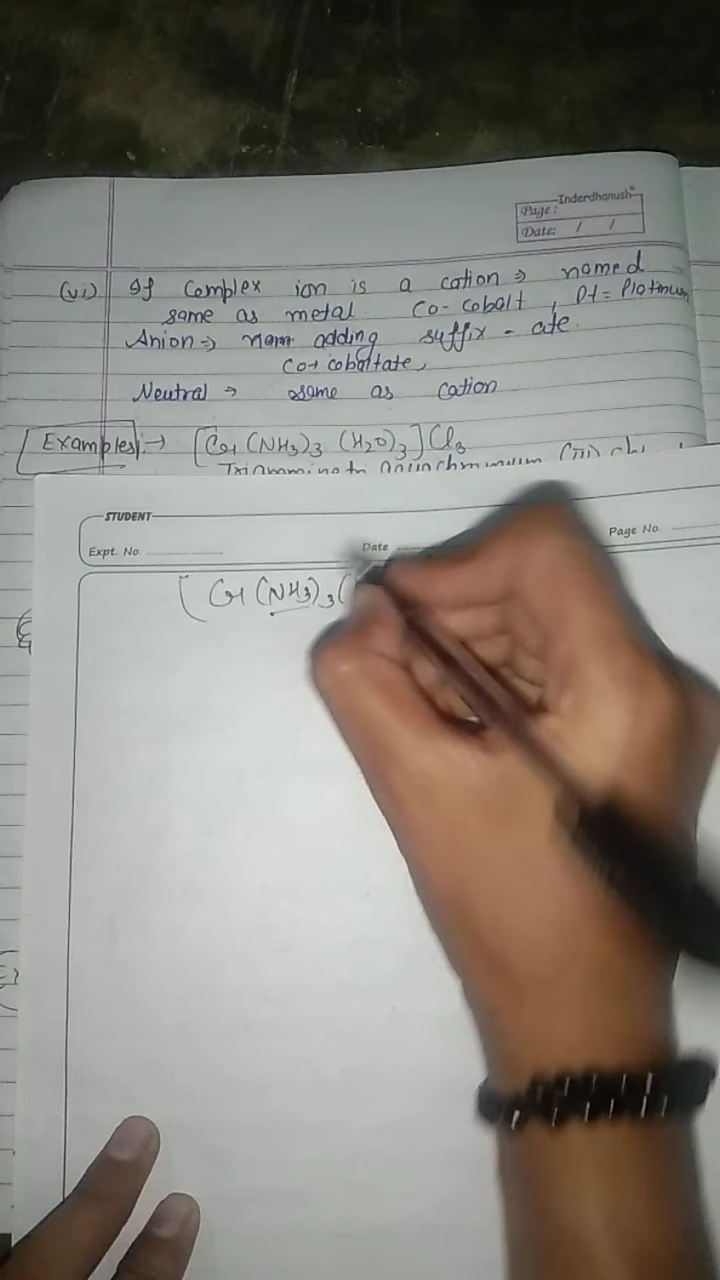 Inderdhanush
Page :
Date: / /
(vi) If Complex ion is a cation ⇒ named
same as metal Co - cobalt , Pt = Platinum
Anion ⇒ adding suffix - ate.
cobaltate,
Neutral → same as cation
Examples :→ [Cr (NH3)3 (H2O)3] Cl3
STUDENT
Expt. No.
Date
Page No.
[Cr (NH3)3 (